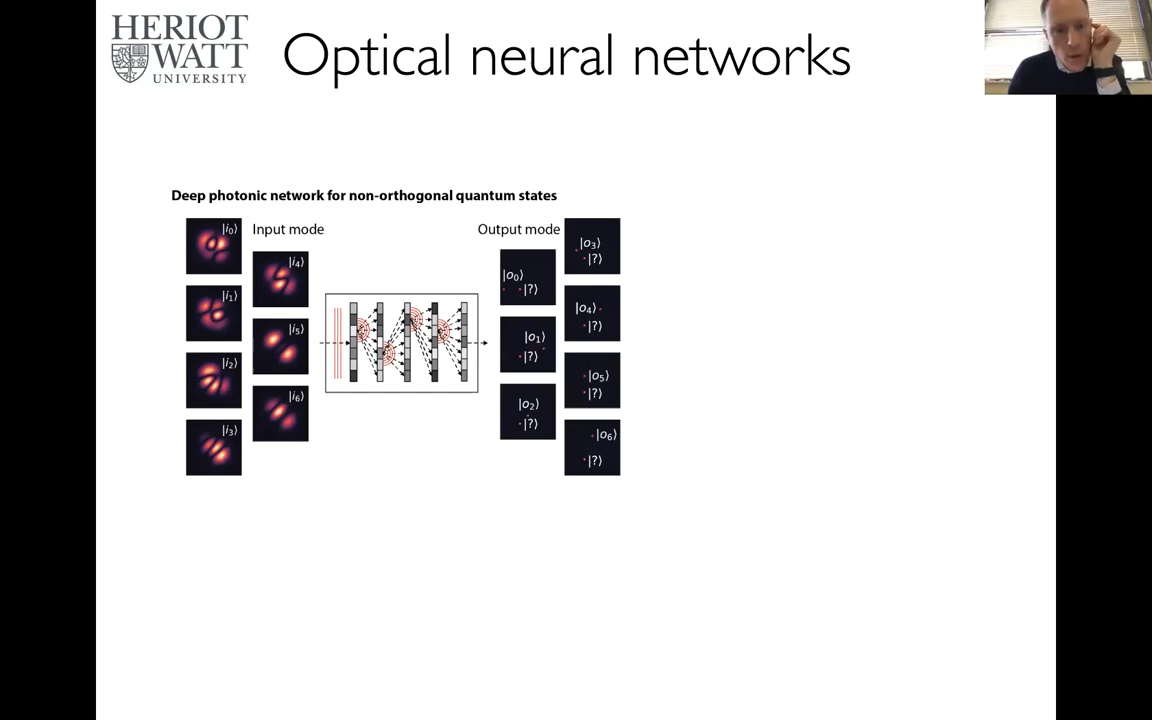 HERIOT
WATT
UNIVERSITY
Optical neural networks
Deep photonic network for non-orthogonal quantum states
Input mode
Output mode
|i₀⟩
|i₁⟩
|i₂⟩
|i₃⟩
|i₄⟩
|i₅⟩
|i₆⟩
|o₀⟩
|?⟩
|o₁⟩
|?⟩
|o₂⟩
|?⟩
|o₃⟩
|?⟩
|o₄⟩
|?⟩
|o₅⟩
|?⟩
|o₆⟩
|?⟩